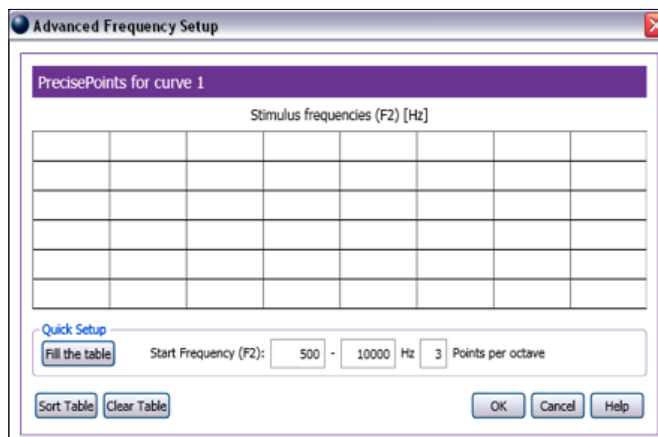 Advanced Frequency Setup
PrecisePoints for curve 1
Stimulus frequencies (F2) [Hz]
Quick Setup
Fill the table Start Frequency (F2): 500 - 10000 Hz 3 Points per octave
Sort Table Clear Table OK Cancel Help